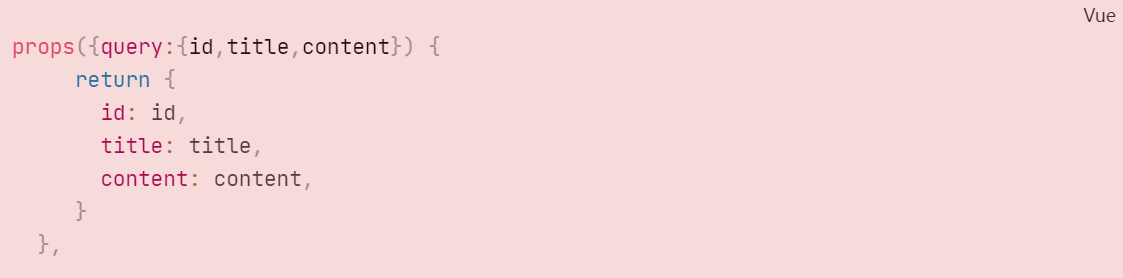 Vue
props({query:{id,title,content}) {
     return {
       id: id,
       title: title,
       content: content,
     }
  },